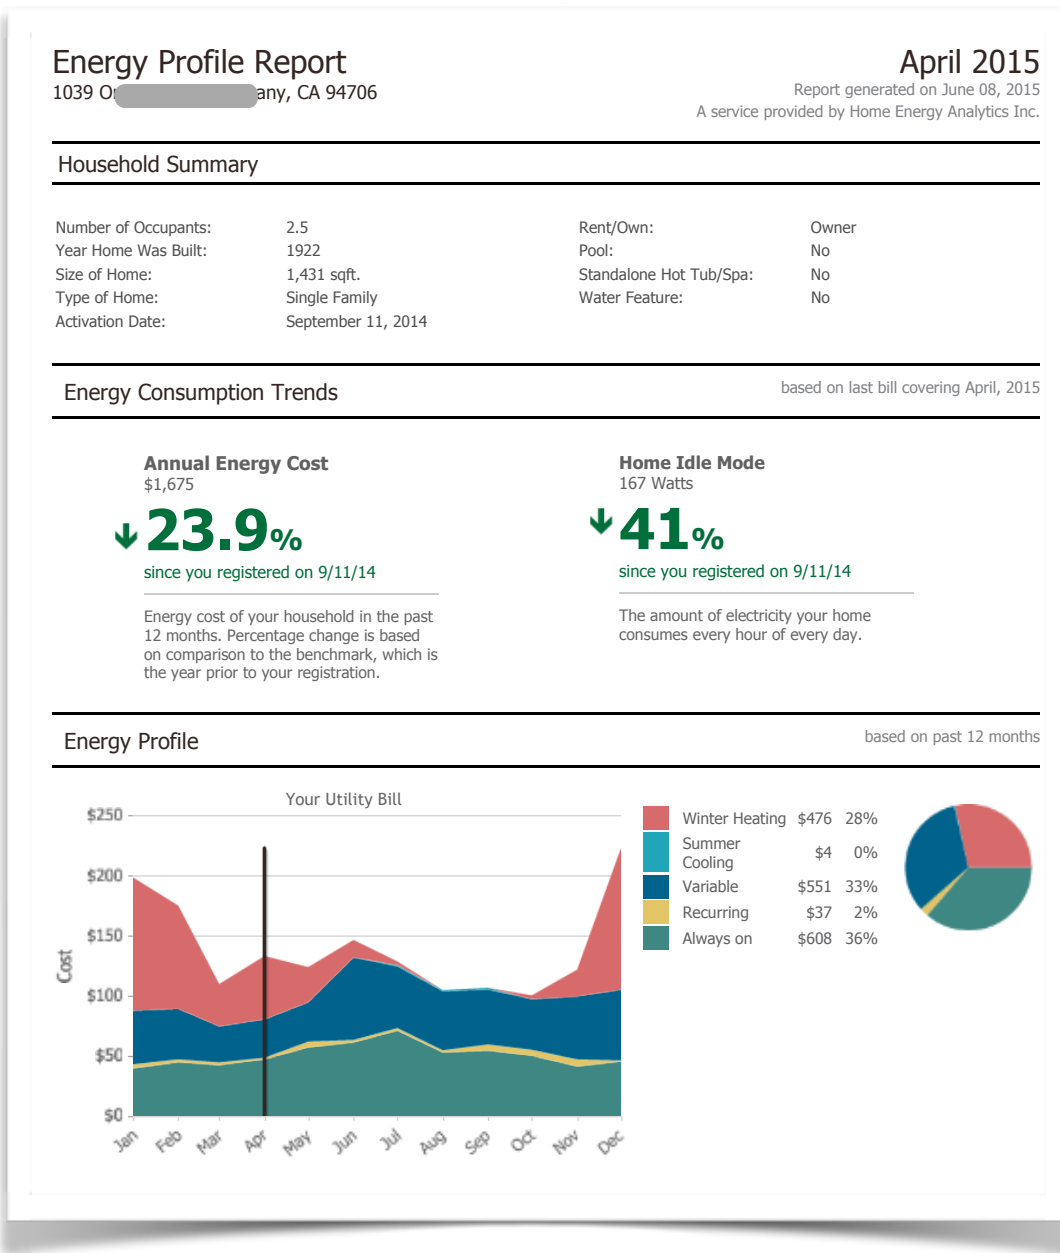 Energy Profile Report
April 2015
1039 O any, CA 94706
Report generated on June 08, 2015
A service provided by Home Energy Analytics Inc.
Household Summary
Number of Occupants: 2.5 Rent/Own: Owner
Year Home Was Built: 1922 Pool: No
Size of Home: 1,431 sqft. Standalone Hot Tub/Spa: No
Type of Home: Single Family Water Feature: No
Activation Date: September 11, 2014
Energy Consumption Trends
based on last bill covering April, 2015
Annual Energy Cost
$1,675
23.9%
since you registered on 9/11/14
Energy cost of your household in the past
12 months. Percentage change is based
on comparison to the benchmark, which is
the year prior to your registration.
Home Idle Mode
167 Watts
41%
since you registered on 9/11/14
The amount of electricity your home
consumes every hour of every day.
Energy Profile
based on past 12 months
Your Utility Bill
$250
$200
$150
$100
$50
$0
Cost
Jan Feb Mar Apr May Jun Jul Aug Sep Oct Nov Dec
Winter Heating $476 28%
Summer
Cooling $4 0%
Variable $551 33%
Recurring $37 2%
Always on $608 36%